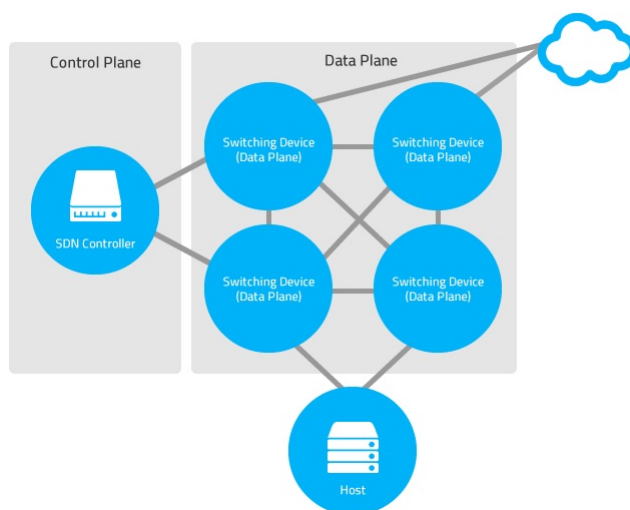 Control Plane
Data Plane
Switching Device
(Data Plane)
Switching Device
(Data Plane)
SDN Controller
Switching Device
(Data Plane)
Switching Device
(Data Plane)
Host